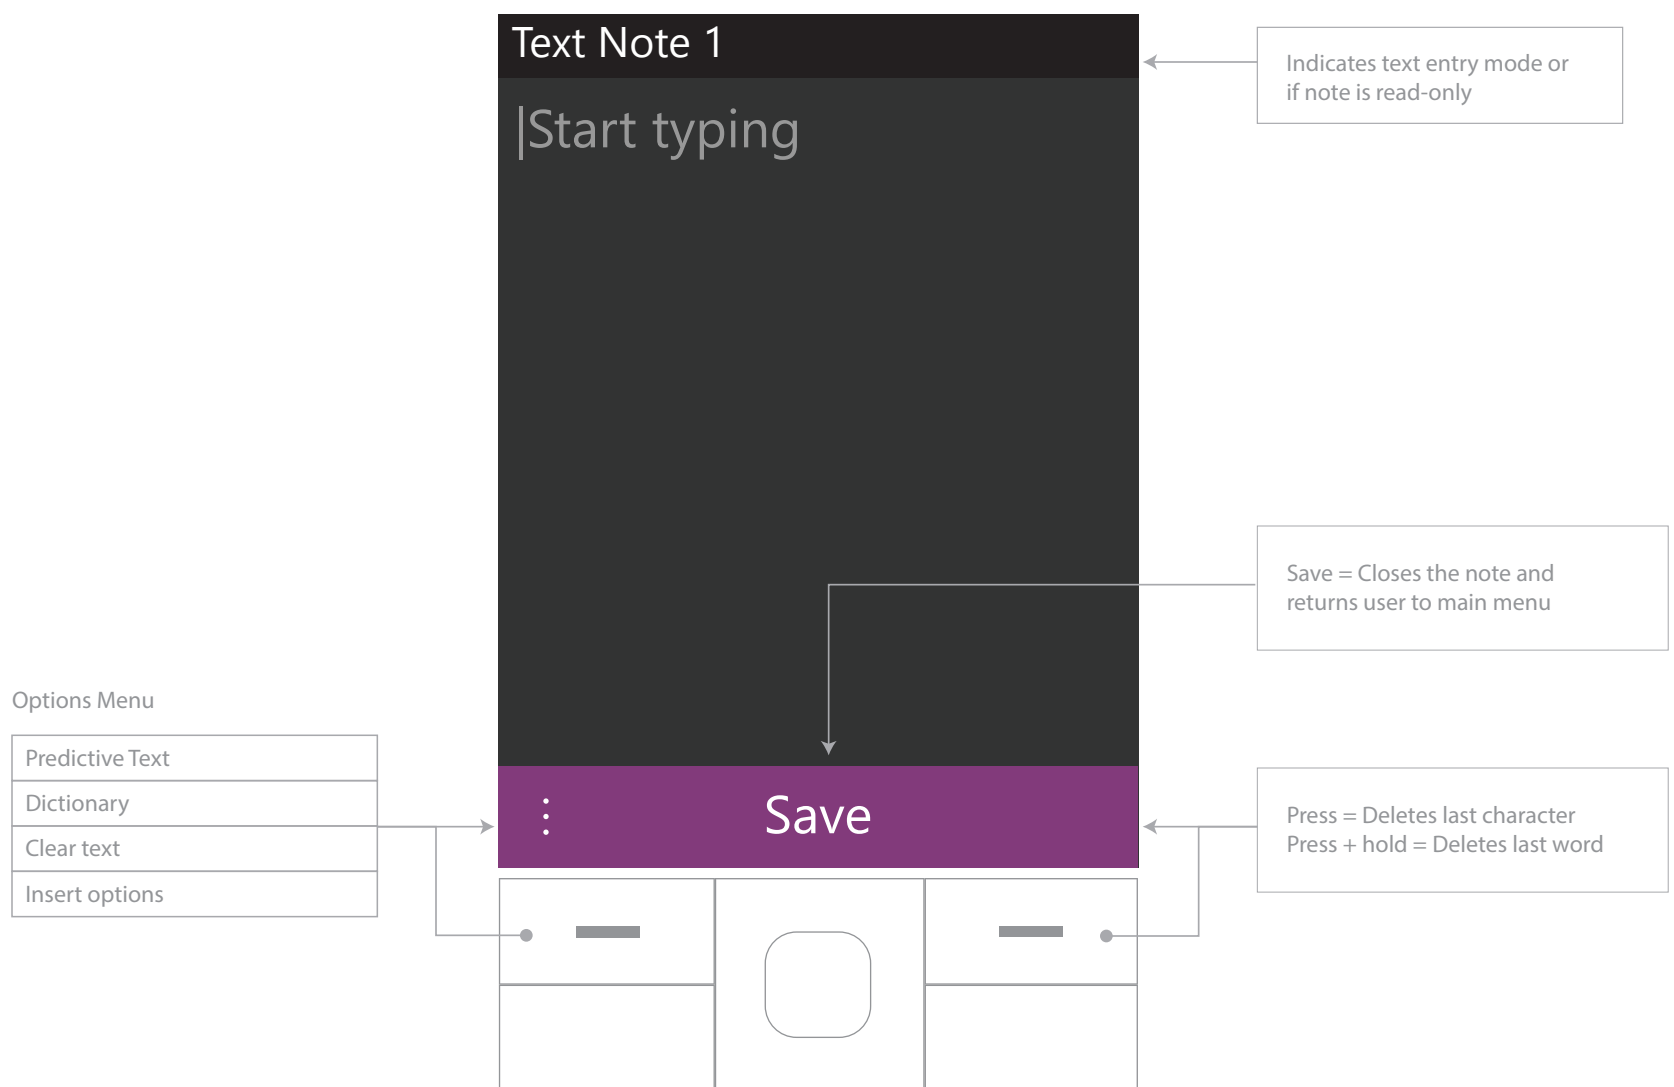 Text Note 1
Start typing
Indicates text entry mode or
if note is read-only
Save = Closes the note and
returns user to main menu
Options Menu
Predictive Text
Dictionary
Clear text
Insert options
Save
Press = Deletes last character
Press + hold = Deletes last word